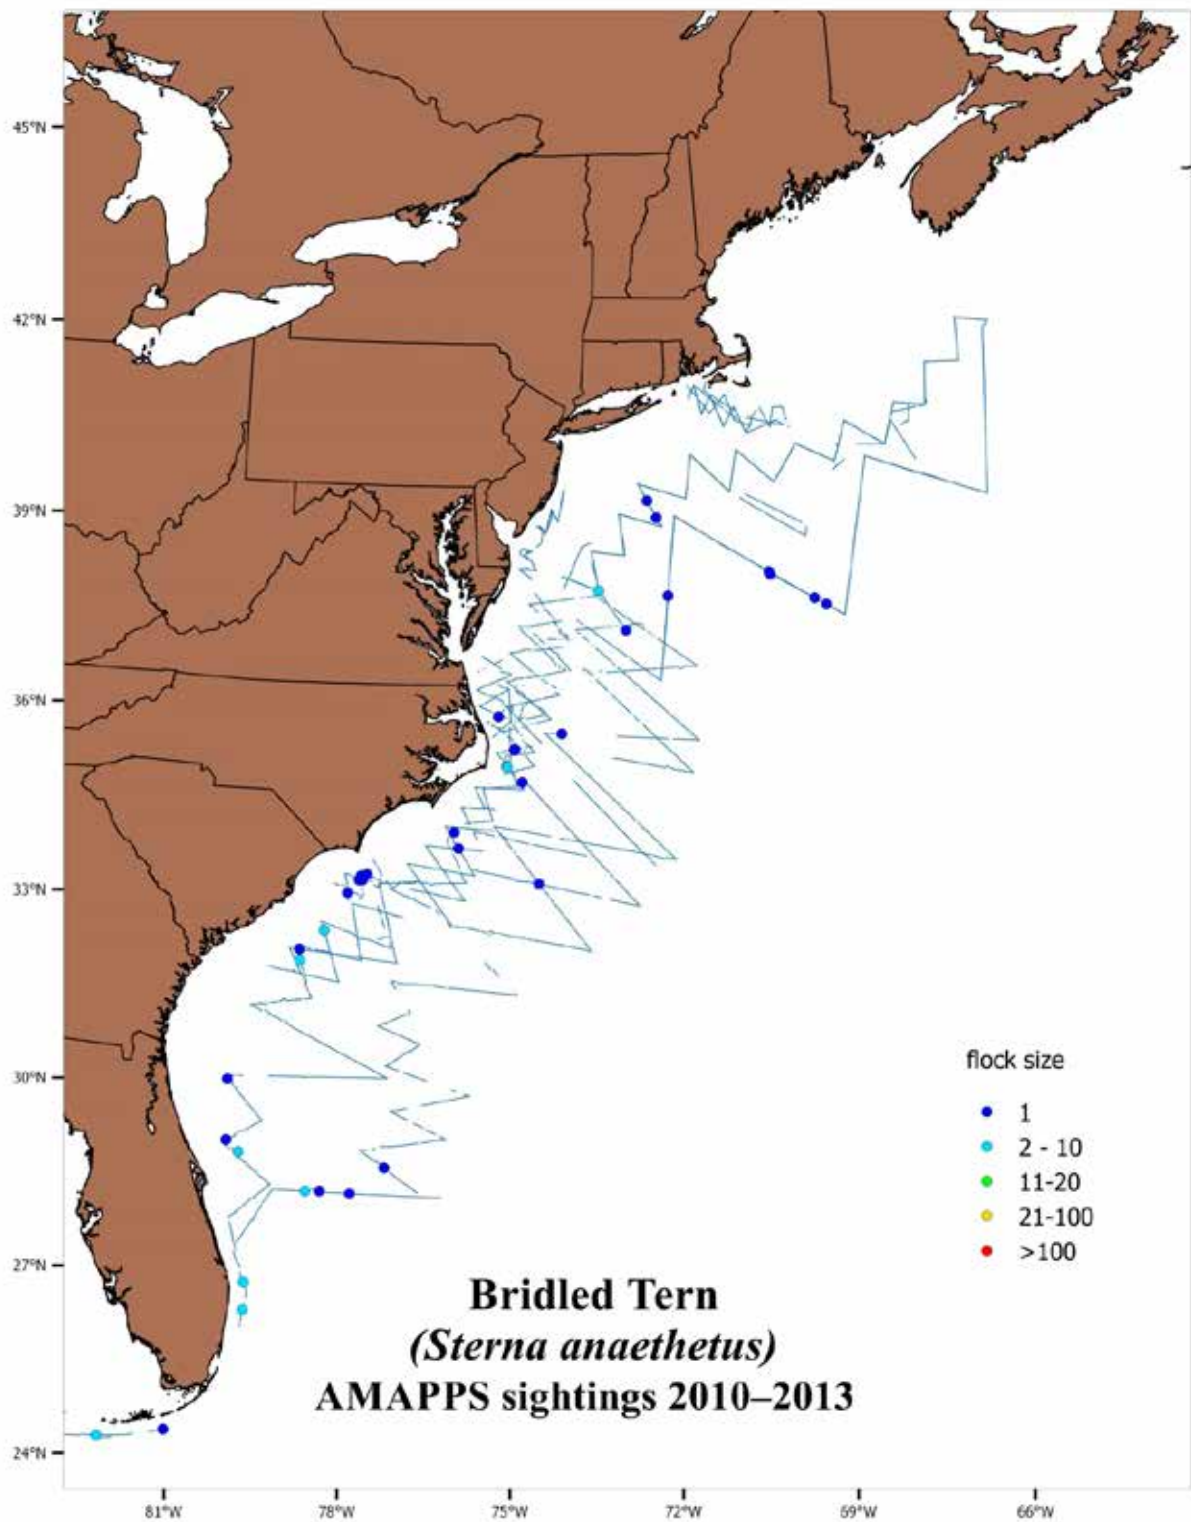 45°N
42°N
39°N
36°N
33°N
30°N
27°N
24°N
flock size
1
2 - 10
11-20
21-100
>100
Bridled Tern
(Sterna anaethetus)
AMAPPS sightings 2010–2013
81°W
78°W
75°W
72°W
69°W
66°W